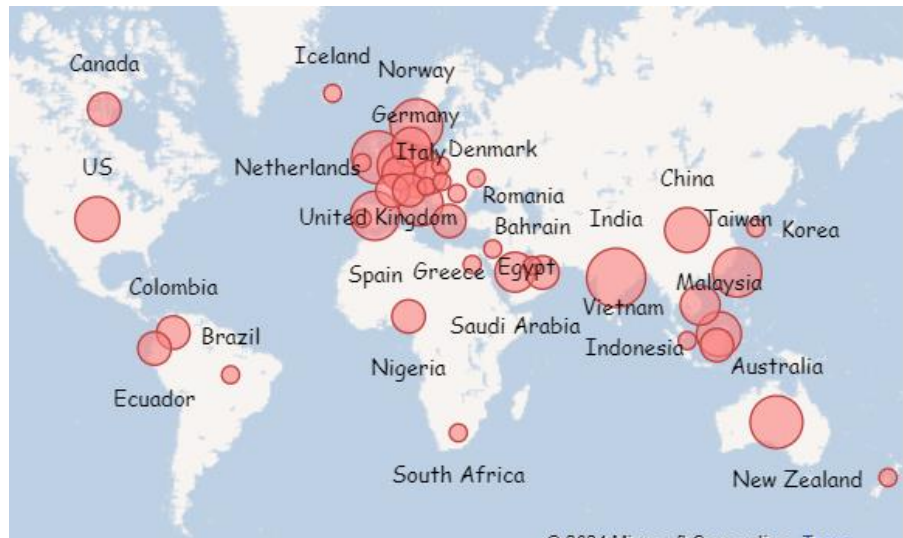 Iceland
Canada
Norway
Germany
Italy
Denmark
Netherlands
US
China
Romania
United Kingdom
Bahrain
India
Taiwan
Korea
Spain
Greece
Egypt
Malaysia
Colombia
Vietnam
Saudi Arabia
Brazil
Indonesia
Nigeria
Australia
Ecuador
South Africa
New Zealand